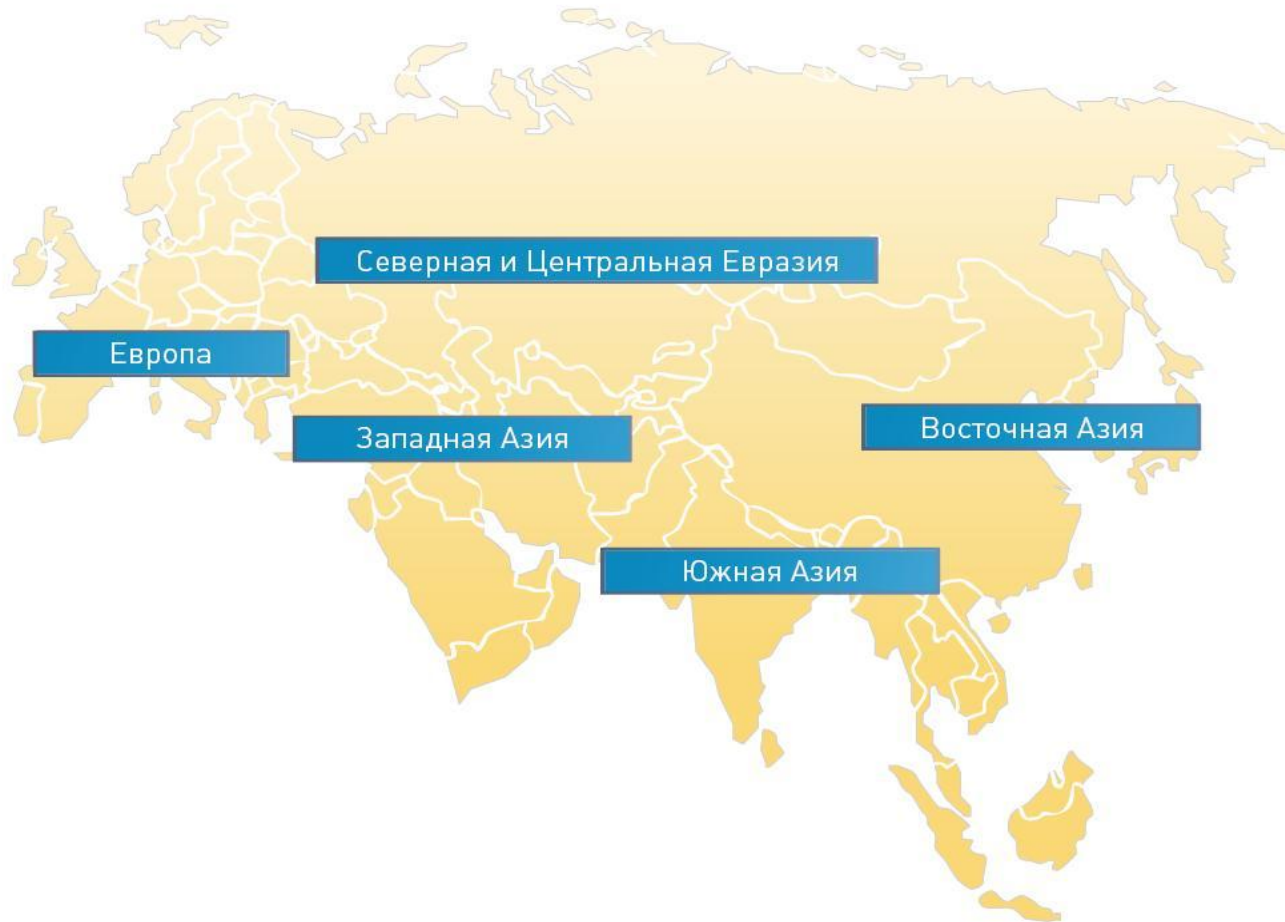 Северная и Центральная Евразия
Европа
Западная Азия
Восточная Азия
Южная Азия